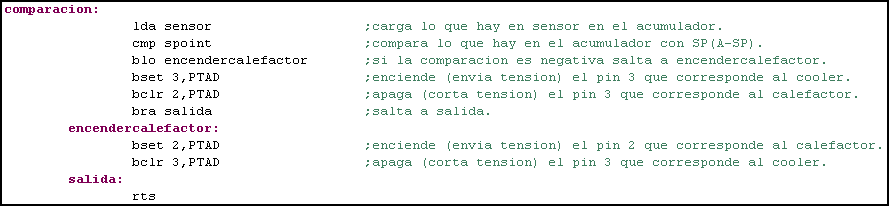 comparacion:
lda sensor ;carga lo que hay en sensor en el acumulador.
cmp spoint ;compara lo que hay en el acumulador con SP(A-SP).
blo encendercalefactor ;si la comparacion es negativa salta a encendercalefactor.
bset 3,PTAD ;enciende (envia tension) el pin 3 que corresponde al cooler.
bclr 2,PTAD ;apaga (corta tension) el pin 3 que corresponde al calefactor.
bra salida ;salta a salida.
encendercalefactor:
bset 2,PTAD ;enciende (envia tension) el pin 2 que corresponde al calefactor.
bclr 3,PTAD ;apaga (corta tension) el pin 3 que corresponde al cooler.
salida:
rts